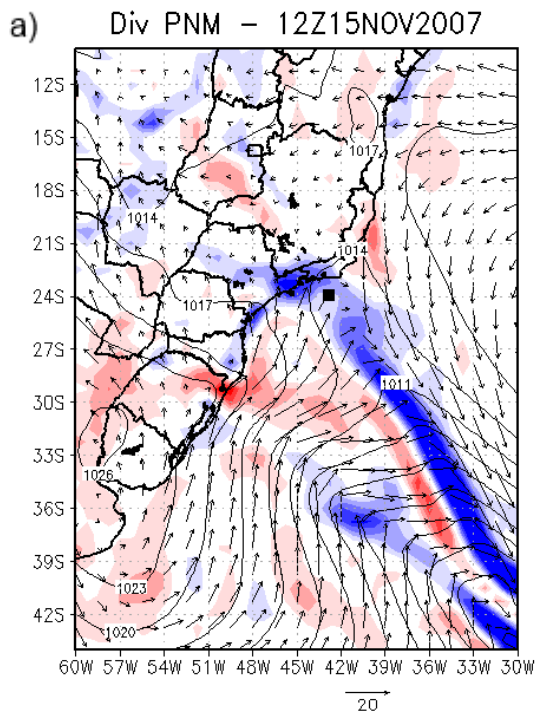 a) Div PNM – 12Z15NOV2007
12S
15S
1017
18S
1014
21S
1014
24S
1017
27S
1011
30S
33S
1026
36S
39S
1023
42S
1020
60W 57W 54W 51W 48W 45W 42W 39W 36W 33W 30W
20